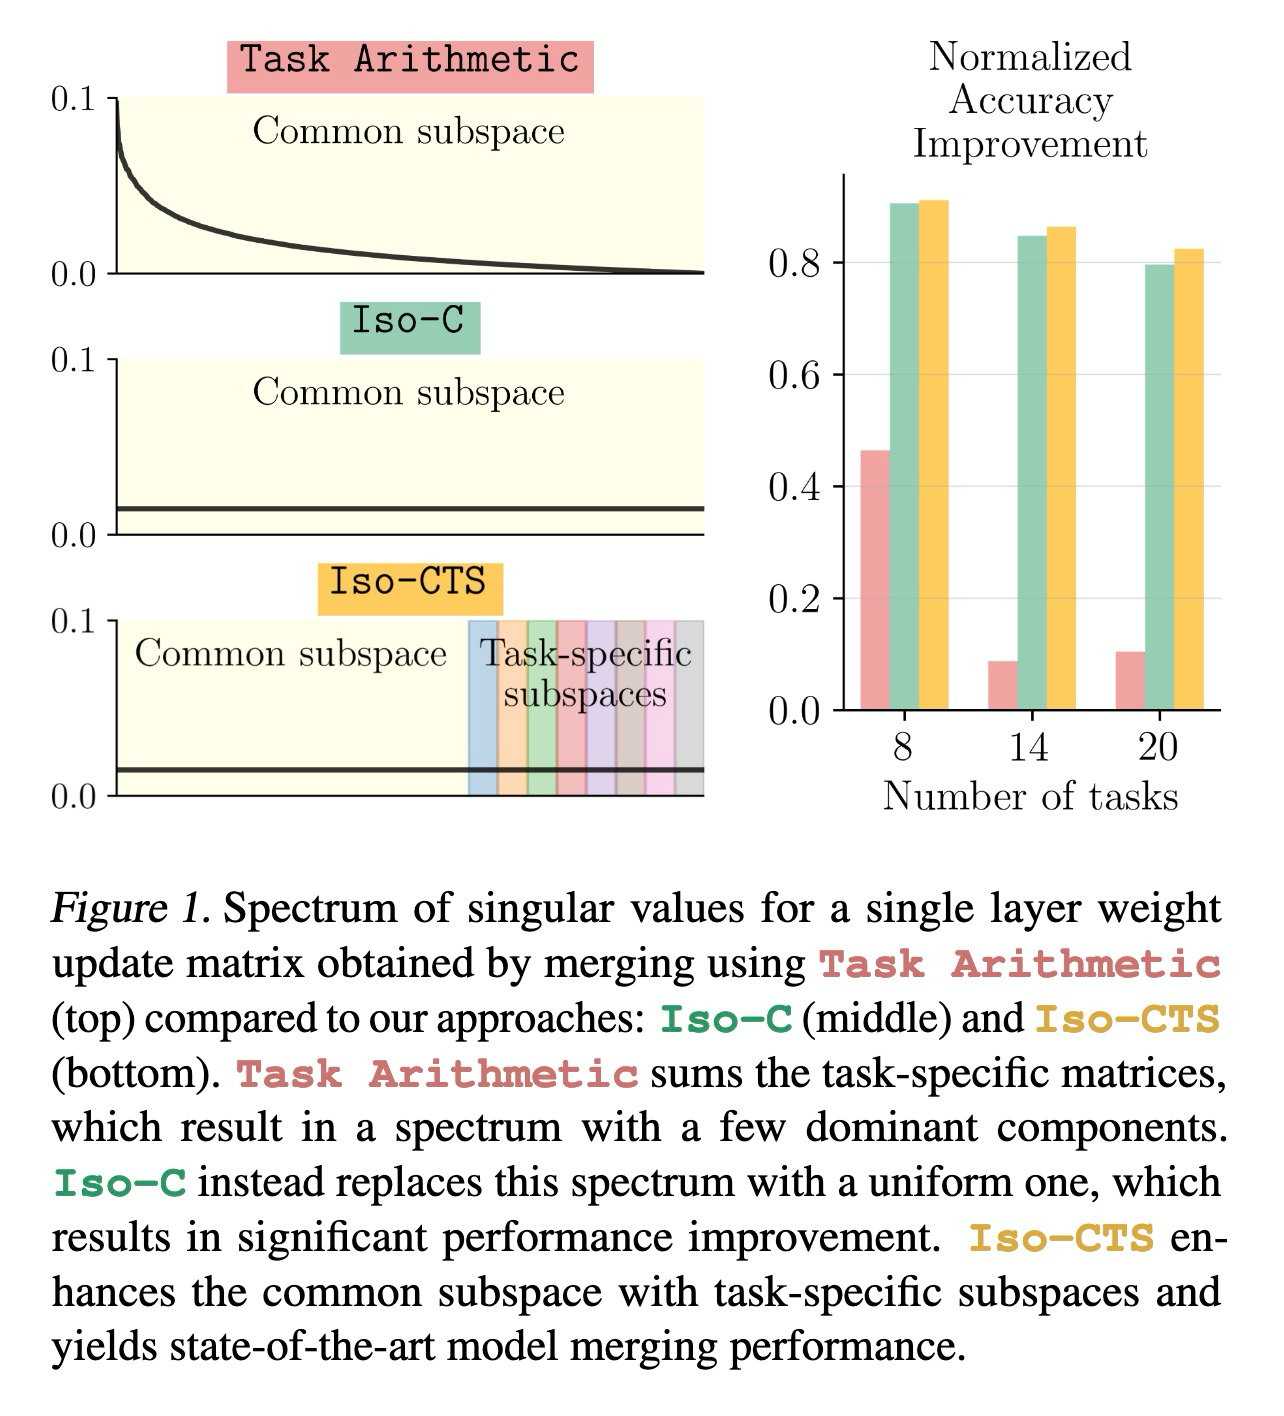 Task Arithmetic
0.1
Common subspace
0.0
Iso-C
0.1
Common subspace
0.0
Iso-CTS
0.1
Common subspace
Task-specific
subspaces
0.0
Normalized
Accuracy
Improvement
0.8
0.6
0.4
0.2
0.0
8 14 20
Number of tasks
Figure 1. Spectrum of singular values for a single layer weight
update matrix obtained by merging using Task Arithmetic
(top) compared to our approaches: Iso-C (middle) and Iso-CTS
(bottom). Task Arithmetic sums the task-specific matrices,
which result in a spectrum with a few dominant components.
Iso-C instead replaces this spectrum with a uniform one, which
results in significant performance improvement. Iso-CTS en-
hances the common subspace with task-specific subspaces and
yields state-of-the-art model merging performance.